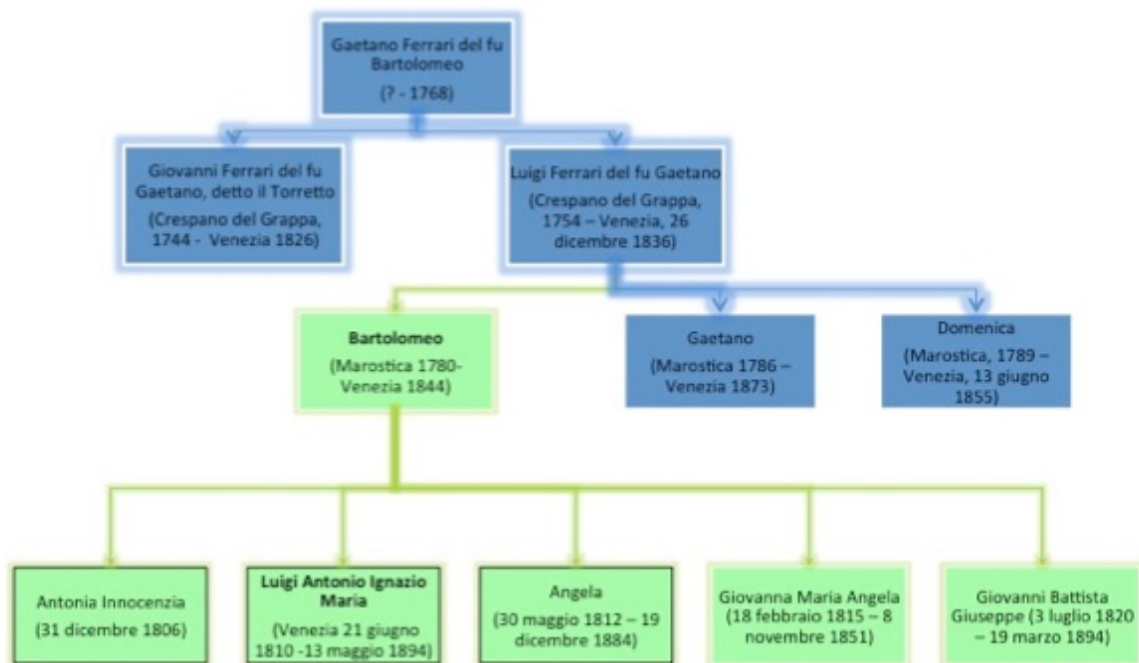 Gaetano Ferrari del fu
Bartolomeo
(? - 1768)
Giovanni Ferrari del fu
Gaetano, detto il Torretto
(Crespano del Grappa,
1744 - Venezia 1826)
Luigi Ferrari del fu Gaetano
(Crespano del Grappa,
1754 – Venezia, 26
dicembre 1836)
Bartolomeo
(Marostica 1780-
Venezia 1844)
Gaetano
(Marostica 1786 –
Venezia 1873)
Domenica
(Marostica, 1789 –
Venezia, 13 giugno
1855)
Antonia Innocenzia
(31 dicembre 1806)
Luigi Antonio Ignazio
Maria
(Venezia 21 giugno
1810 -13 maggio 1894)
Angela
(30 maggio 1812 – 19
dicembre 1884)
Giovanna Maria Angela
(18 febbraio 1815 – 8
novembre 1851)
Giovanni Battista
Giuseppe (3 luglio 1820
– 19 marzo 1894)